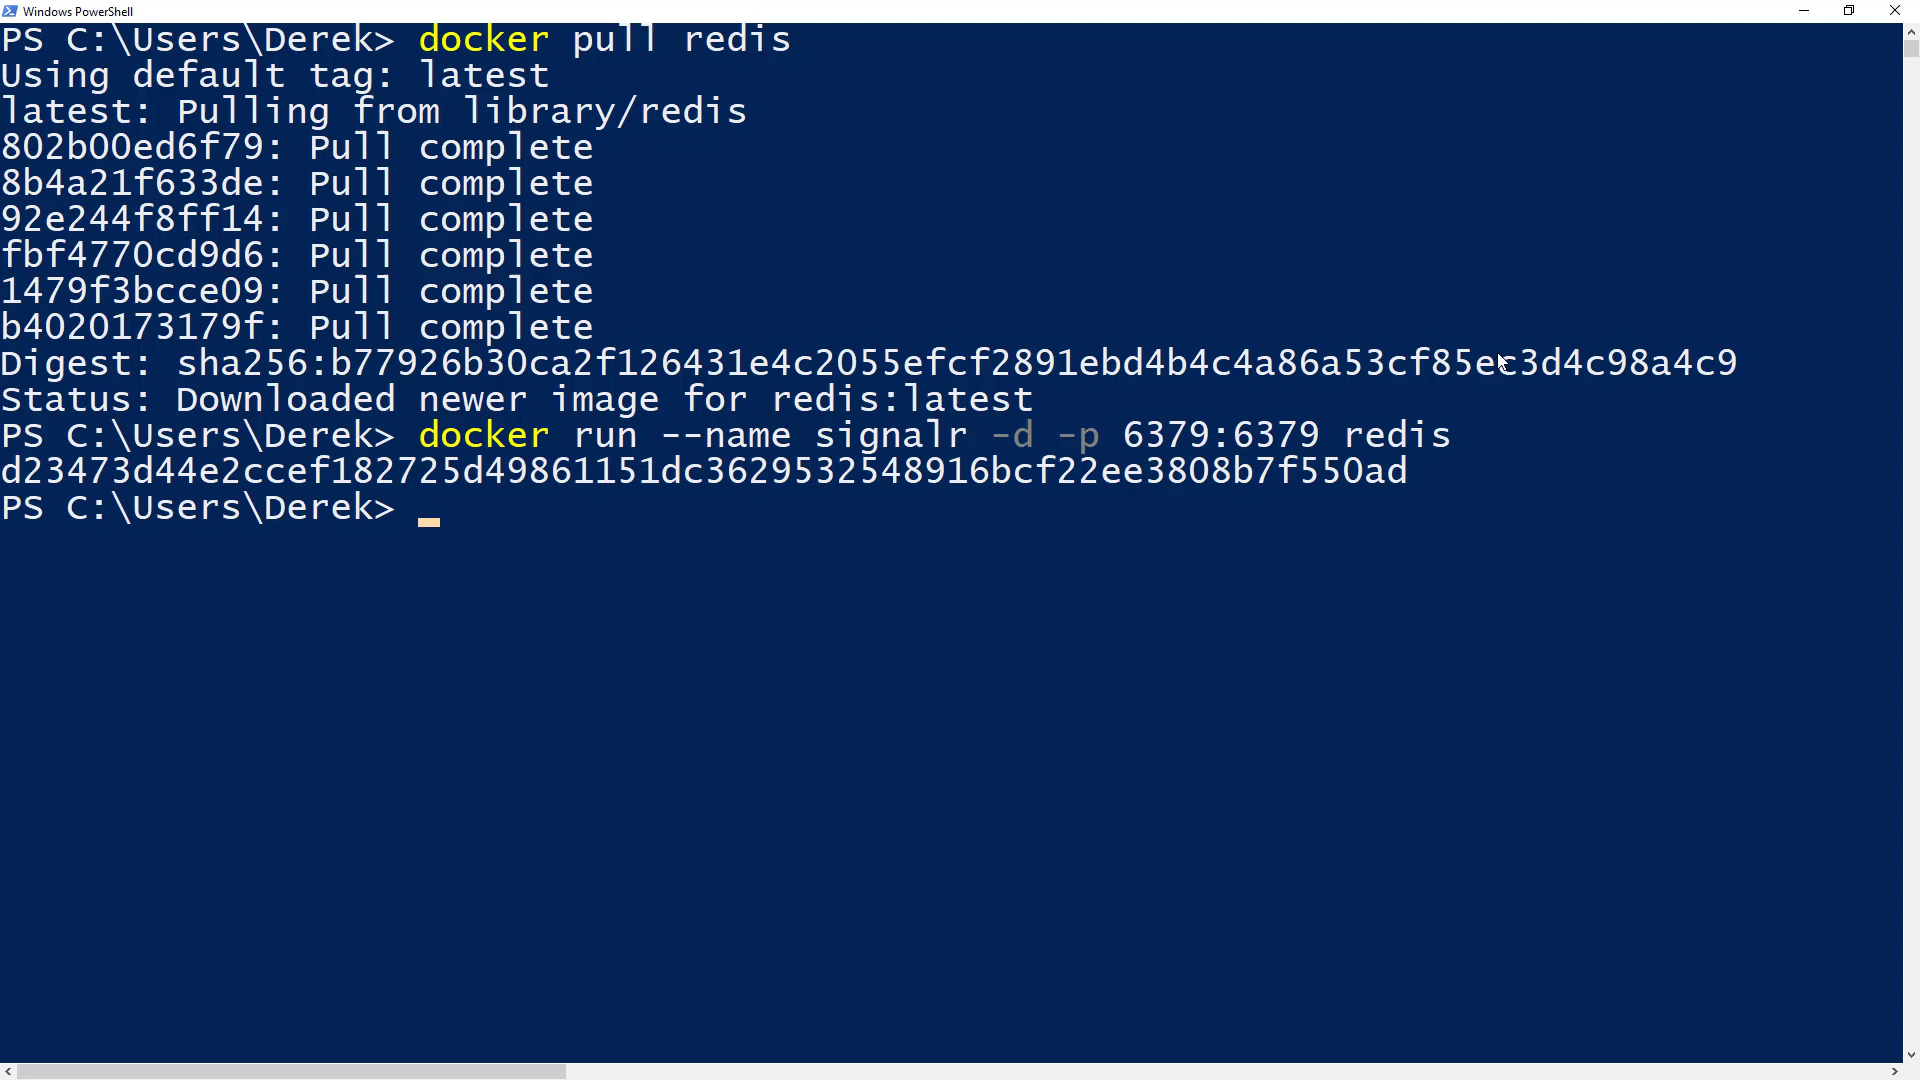 Windows PowerShell
PS C:\Users\Derek> docker pull redis
Using default tag: latest
latest: Pulling from library/redis
802b00ed6f79: Pull complete
8b4a21f633de: Pull complete
92e244f8ff14: Pull complete
fbf4770cd9d6: Pull complete
1479f3bcce09: Pull complete
b4020173179f: Pull complete
Digest: sha256:b77926b30ca2f126431e4c2055efcf2891ebd4b4c4a86a53cf85ec3d4c98a4c9
Status: Downloaded newer image for redis:latest
PS C:\Users\Derek> docker run --name signalr -d -p 6379:6379 redis
d23473d44e2ccef182725d49861151dc3629532548916bcf22ee3808b7f550ad
PS C:\Users\Derek>